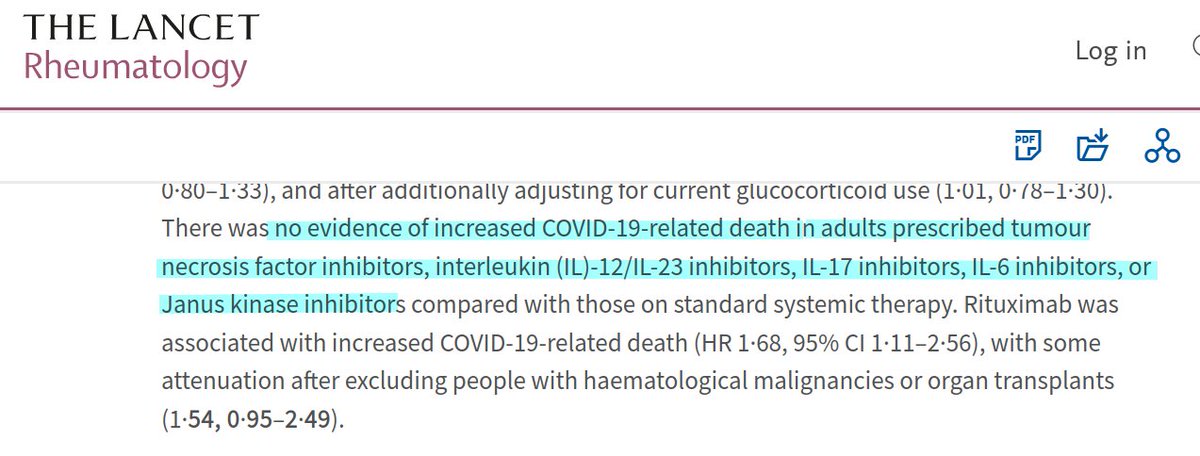 THE LANCET
Rheumatology
Log in
PDF
0·80–1·33), and after additionally adjusting for current glucocorticoid use (1·01, 0·78–1·30).
There was no evidence of increased COVID-19-related death in adults prescribed tumour
necrosis factor inhibitors, interleukin (IL)-12/IL-23 inhibitors, IL-17 inhibitors, IL-6 inhibitors, or
Janus kinase inhibitors compared with those on standard systemic therapy. Rituximab was
associated with increased COVID-19-related death (HR 1·68, 95% CI 1·11–2·56), with some
attenuation after excluding people with haematological malignancies or organ transplants
(1·54, 0·95–2·49).